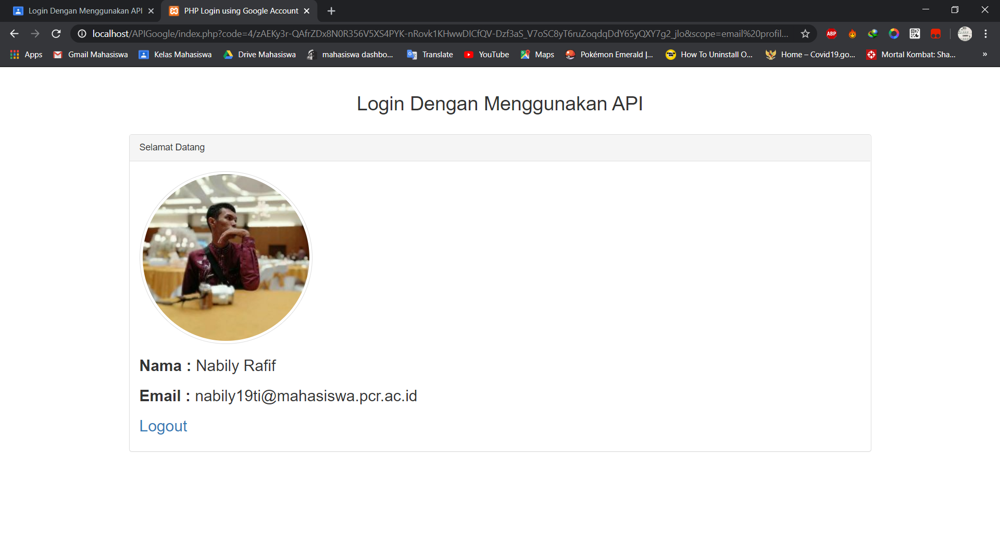 Login Dengan Menggunakan API
PHP Login using Google Account
localhost/APIGoogle/index.php?code=4/zAEKy3r-QAfrZDx8N0R356V5XS4PYK-nRovk1KHwwDICfQV-Dzf3aS_V7oSC8yT6ruZoqdqDdY65yQXY7g2_jlo&scope=email%20profil...
ABP
Apps Gmail Mahasiswa Kelas Mahasiswa Drive Mahasiswa mahasiswa dashbo... Translate YouTube Maps Pokémon Emerald |... How To Uninstall O... Home – Covid19.go... Mortal Kombat: Sha... »
Login Dengan Menggunakan API
Selamat Datang
Nama : Nabily Rafif
Email : nabily19ti@mahasiswa.pcr.ac.id
Logout